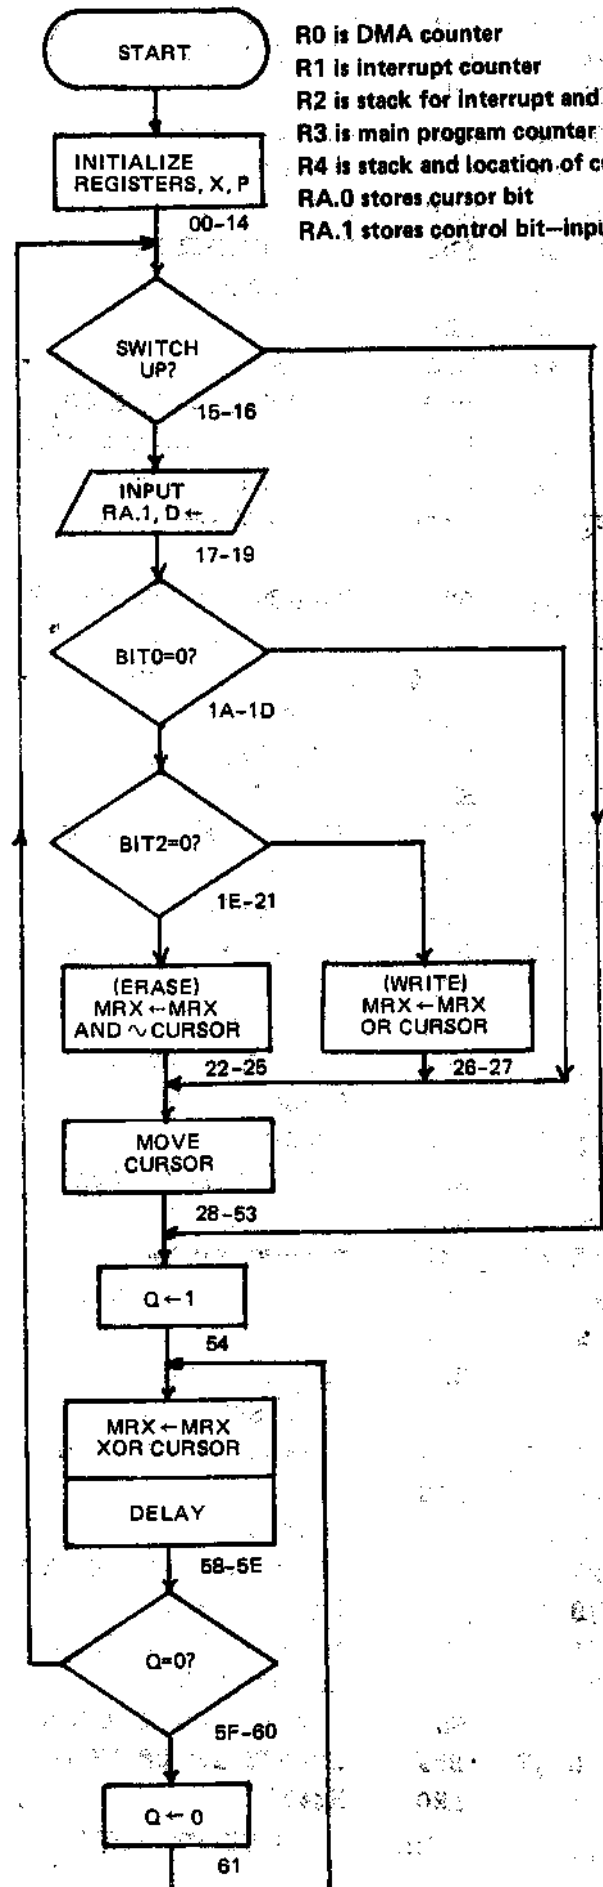 START
R0 is DMA counter
R1 is interrupt counter
R2 is stack for interrupt and
R3 is main program counter
R4 is stack and location of
RA.0 stores cursor bit
RA.1 stores control bit—
INITIALIZE
REGISTERS, X, P
00-14
SWITCH
UP?
15-16
INPUT
RA.1, D ←
17-19
BIT0=0?
1A-1D
BIT2=0?
1E-21
(ERASE)
MRX ← MRX
AND ~ CURSOR
22-25
(WRITE)
MRX ← MRX
OR CURSOR
26-27
MOVE
CURSOR
28-53
Q ← 1
54
MRX ← MRX
XOR CURSOR
DELAY
58-5E
Q=0?
5F-60
Q ← 0
61